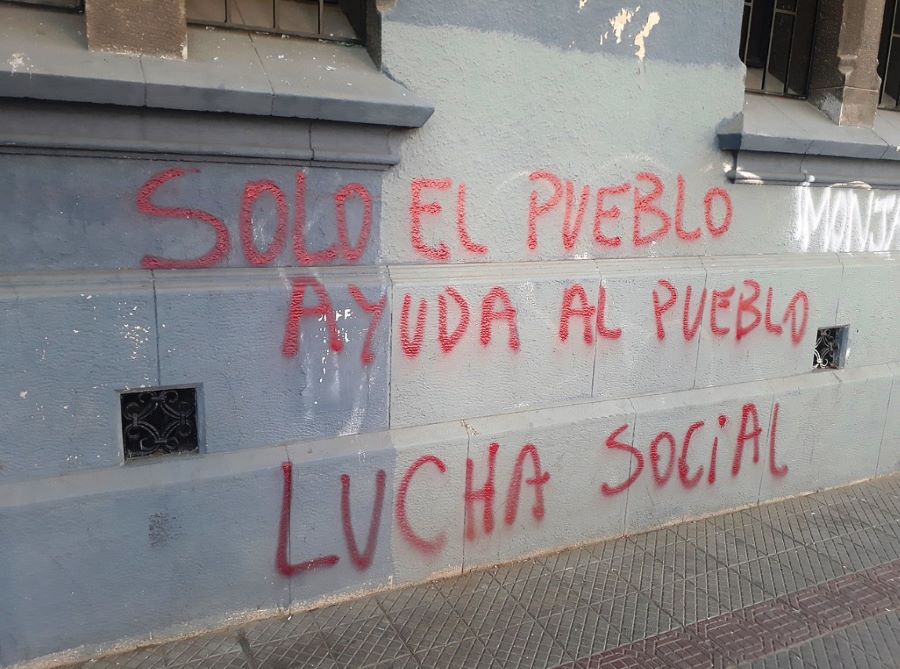 SOLO EL PUEBLO
AYUDA AL PUEBLO
LUCHA SOCiAL